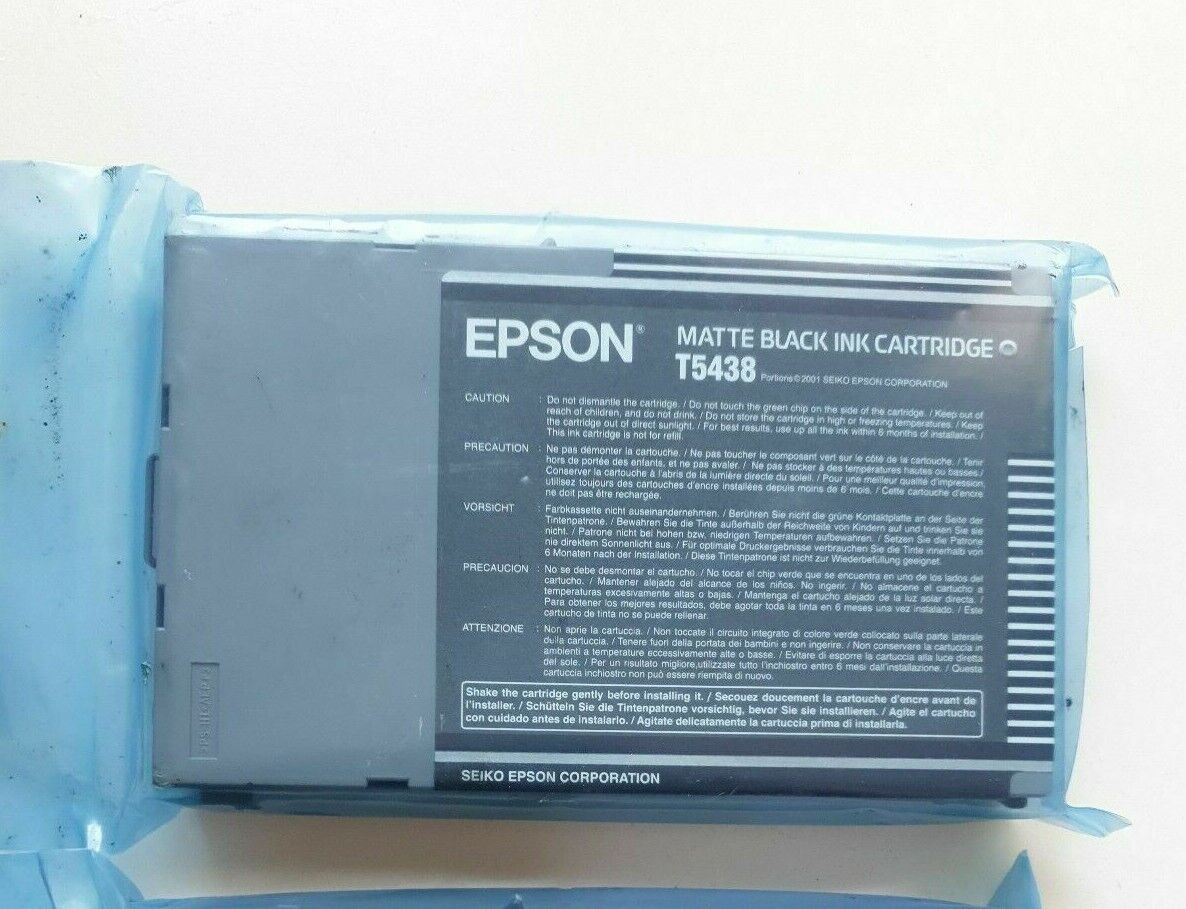 EPSON®
MATTE BLACK INK CARTRIDGE
T5438 Portions © 2001 SEIKO EPSON CORPORATION
CAUTION : Do not dismantle the cartridge. / Do not touch the green chip on the side of the cartridge. / Keep out of
reach of children, and do not drink. / Do not store the cartridge in high or freezing temperatures. / Keep
the cartridge out of direct sunlight. / For best results, use up all the ink within 6 months of installation. /
This ink cartridge is not for refill.
PRECAUTION : Ne pas démonter la cartouche. / Ne pas toucher le composant vert sur le côté de la cartouche. / Tenir
hors de portée des enfants, et ne pas avaler. / Ne pas stocker à des températures hautes ou basses./
Conserver la cartouche à l'abris de la lumière directe du soleil. / Pour une meilleur qualité d'impression,
utilisez toujours des cartouches d'encre installées depuis moins de 6 mois. / Cette cartouche d'encre
ne doit pas être rechargée.
VORSICHT : Farbkassette nicht auseinandernehmen. / Berühren Sie nicht die grüne Kontaktplatte an der Seite der
Tintenpatrone. / Bewahren Sie die Tinte außerhalb der Reichweite von Kindern auf und trinken Sie sie
nicht. / Patrone nicht bei hohen bzw. niedrigen Temperaturen aufbewahren. / Setzen Sie die Patrone
nie direktem Sonnenlicht aus. / Für optimale Druckergebnisse verbrauchen Sie die Tinte innerhalb von
6 Monaten nach der Installation. / Diese Tintenpatrone ist nicht zur Wiederbefüllung geeignet.
PRECAUCION : No se debe desmontar el cartucho. / No tocar el chip verde que se encuentra en uno de los lados del
cartucho. / Mantener alejado del alcance de los niños. No ingerir. / No almacene el cartucho a
temperaturas excesivamente altas o bajas. / Mantenga el cartucho alejado de la luz solar directa. /
Para obtener los mejores resultados, debe agotar toda la tinta en 6 meses una vez instalado. / Este
cartucho de tinta no se puede rellenar.
ATTENZIONE : Non aprie la cartuccia. / Non toccate il circuito integrato di colore verde collocato sulla parte laterale
dulla cartuccia. / Tenere fuori della portata dei bambini e non ingerire. / Non conservare la cartuccia in
ambienti a temperature eccessivamente alte o basse. / Evitare di esporre la cartuccia alla luce diretta
del sole. / Per un risultato migliore,utilizzate tutto l'inchiostro entro 6 mesi dall'installazione. / Questa
cartuccia inchiostro non può essere riempita di nuovo.
Shake the cartridge gently before installing it. / Secouez doucement la cartouche d'encre avant de
l'installer. / Schütteln Sie die Tintenpatrone vorsichtig, bevor Sie sie installieren. / Agite el cartucho
con cuidado antes de instalarlo. / Agitate delicatamente la cartuccia prima di installarla.
SEIKO EPSON CORPORATION